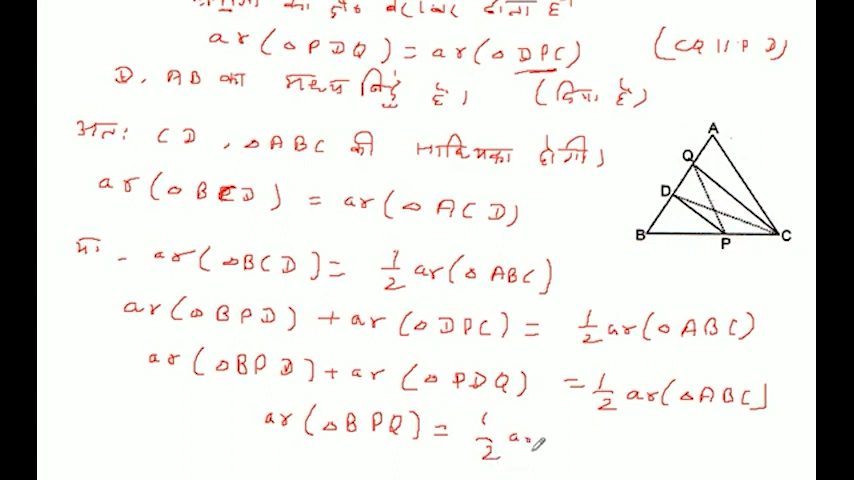 का क्षेत्र बराबर होता है।
ar(△PDQ) = ar(△DPC) (CQ || PD)
D, AB का मध्य बिन्दु है। (दिया है)
अतः CD, △ABC की माध्यिका होगी।
ar(△BCD) = ar(△ACD)
या - ar(△BCD) = 1/2 ar(△ABC)
ar(△BPD) + ar(△DPC) = 1/2 ar(△ABC)
ar(△BPD) + ar(△PDQ) = 1/2 ar(△ABC)
ar(△BPQ) = 1/2 ar
A
Q
D
B
P
C